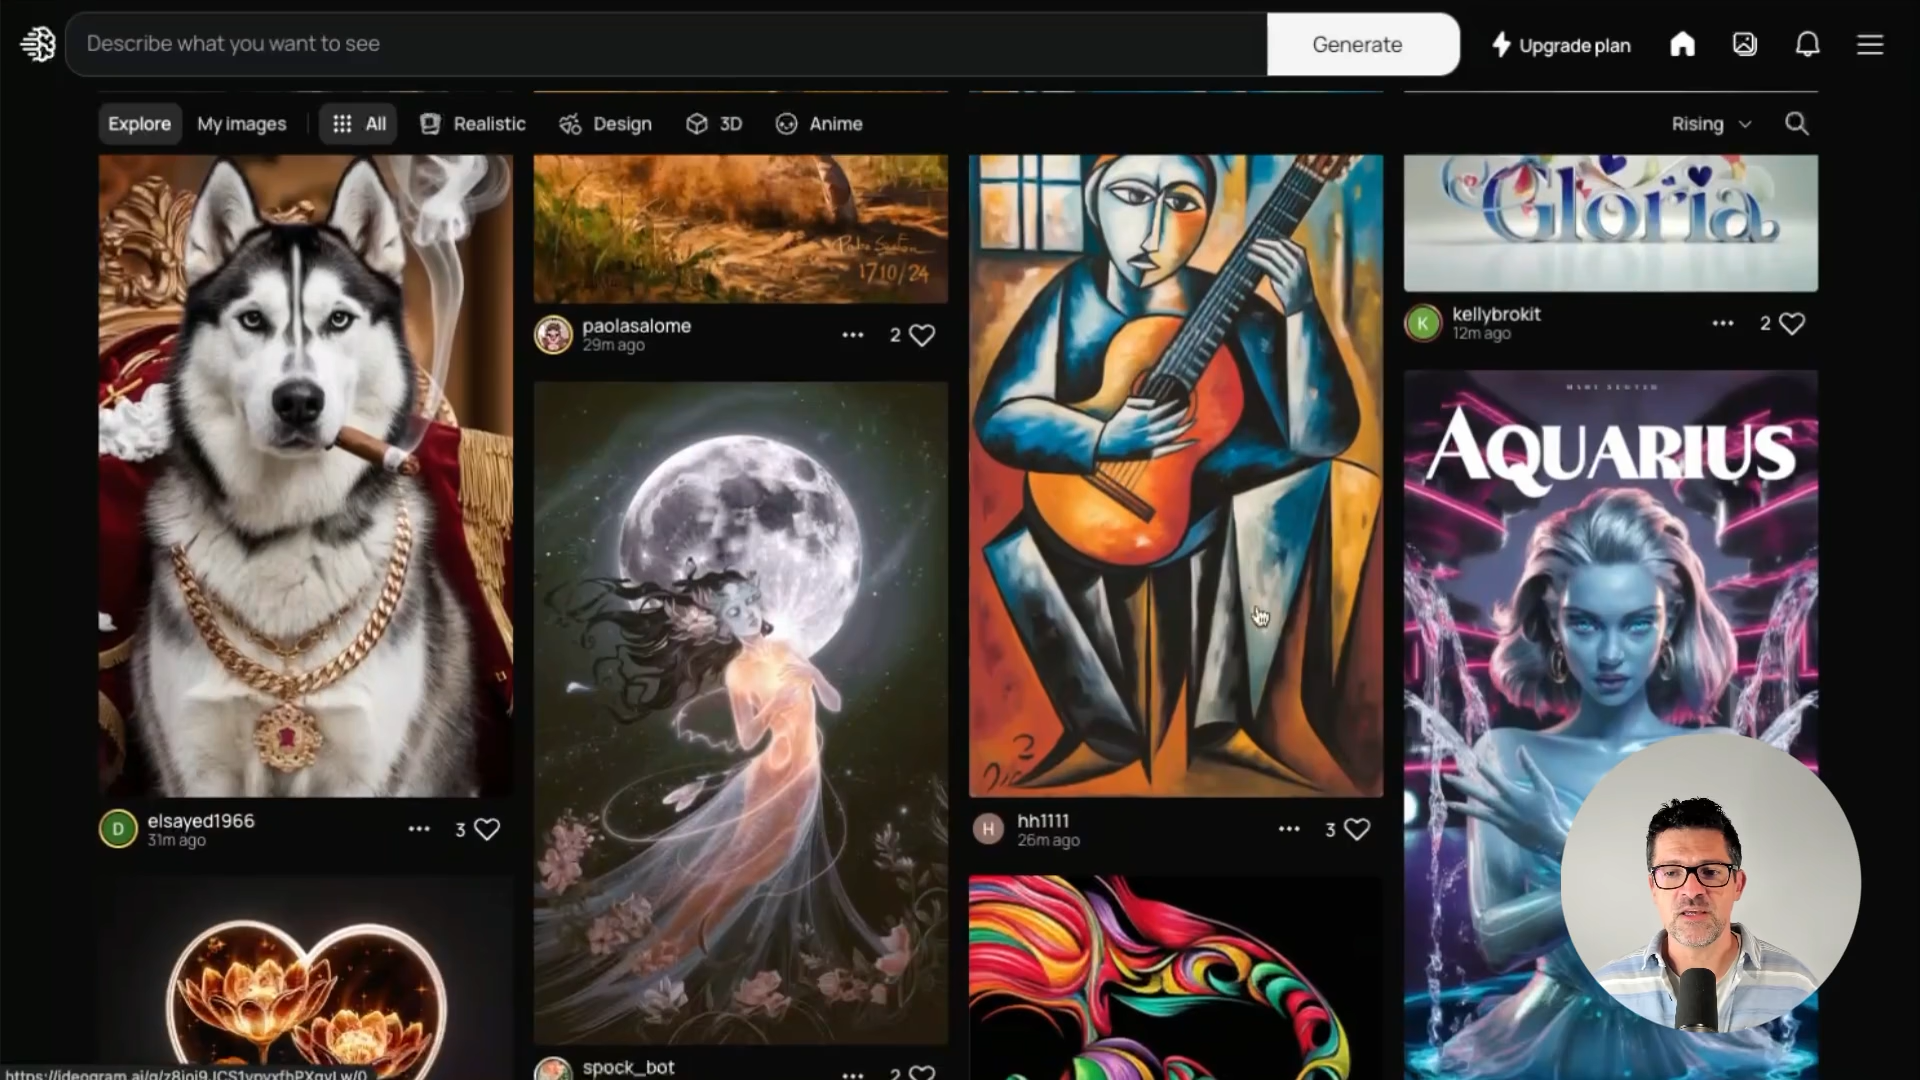 Describe what you want to see
Generate
Upgrade plan
Explore
My images
All
Realistic
Design
3D
Anime
Rising
17 10/24
Gloria
paolasalome
29m ago
2
K
kellybrokit
12m ago
2
AQUARIUS
D
elsayed1966
31m ago
3
H
hh1111
26m ago
3
spock_bot
2